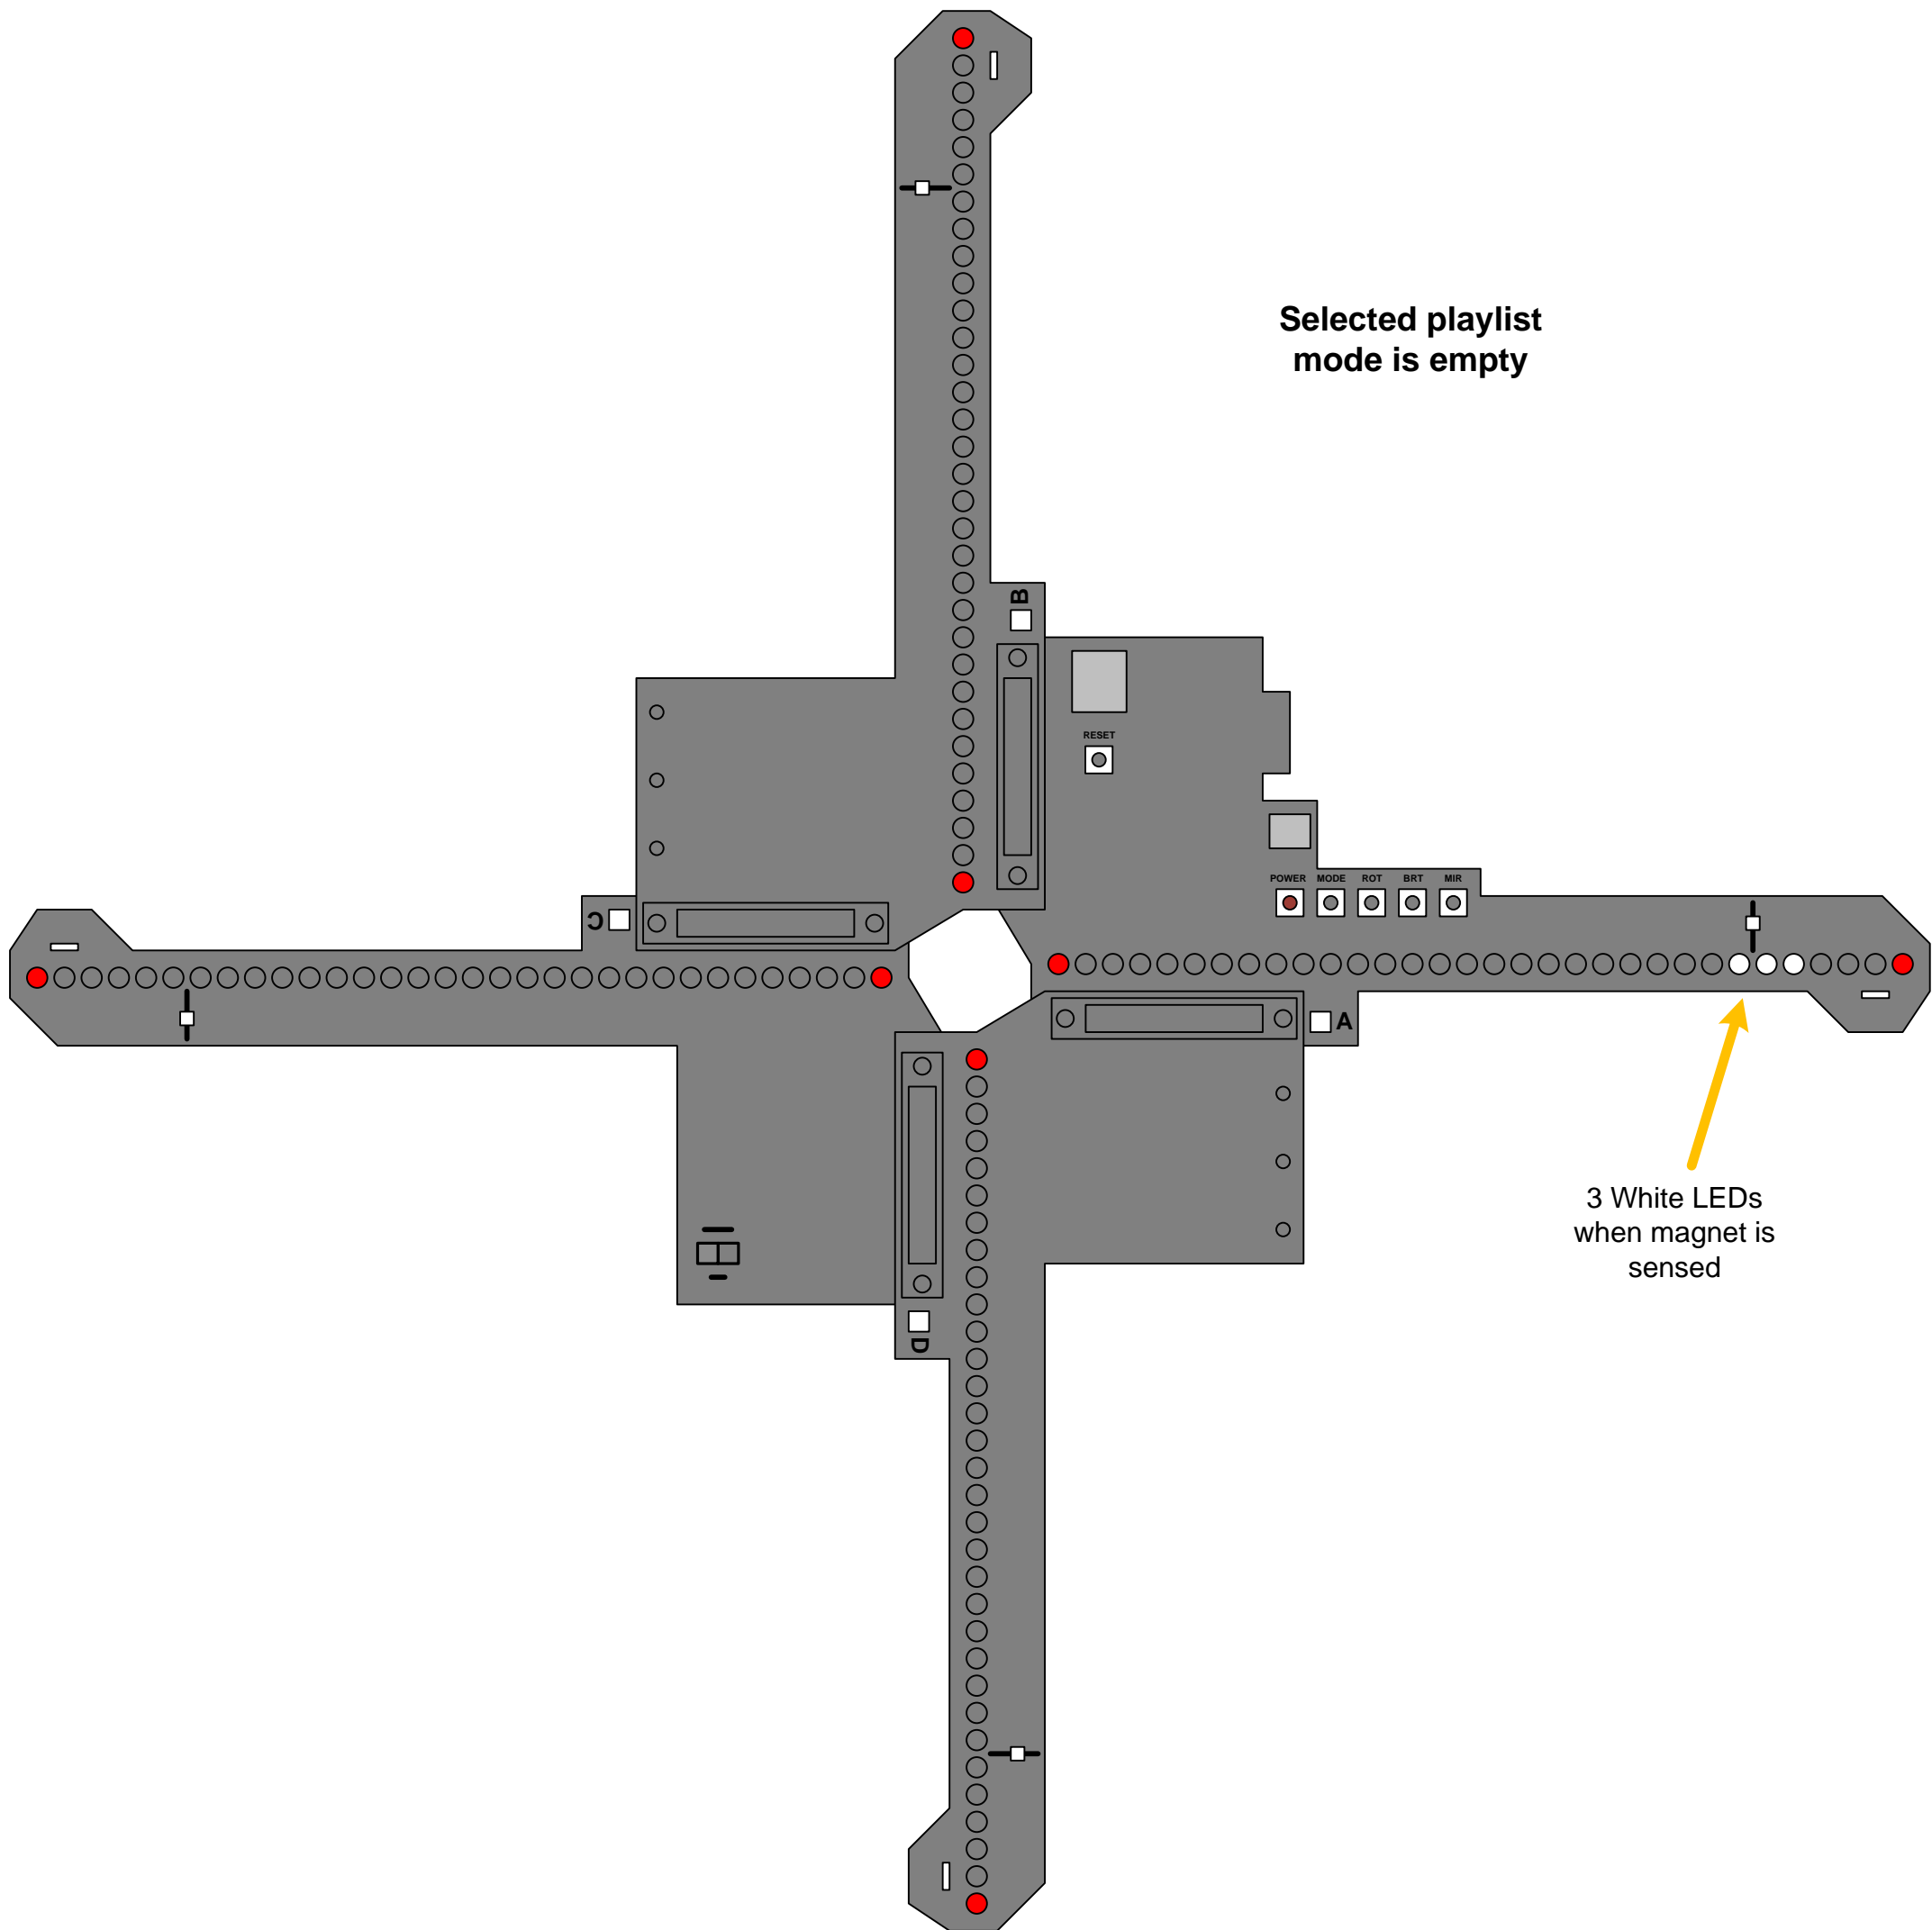 Selected playlist
mode is empty
B
RESET
POWER MODE ROT BRT MIR
C
A
3 White LEDs
when magnet is
sensed
D